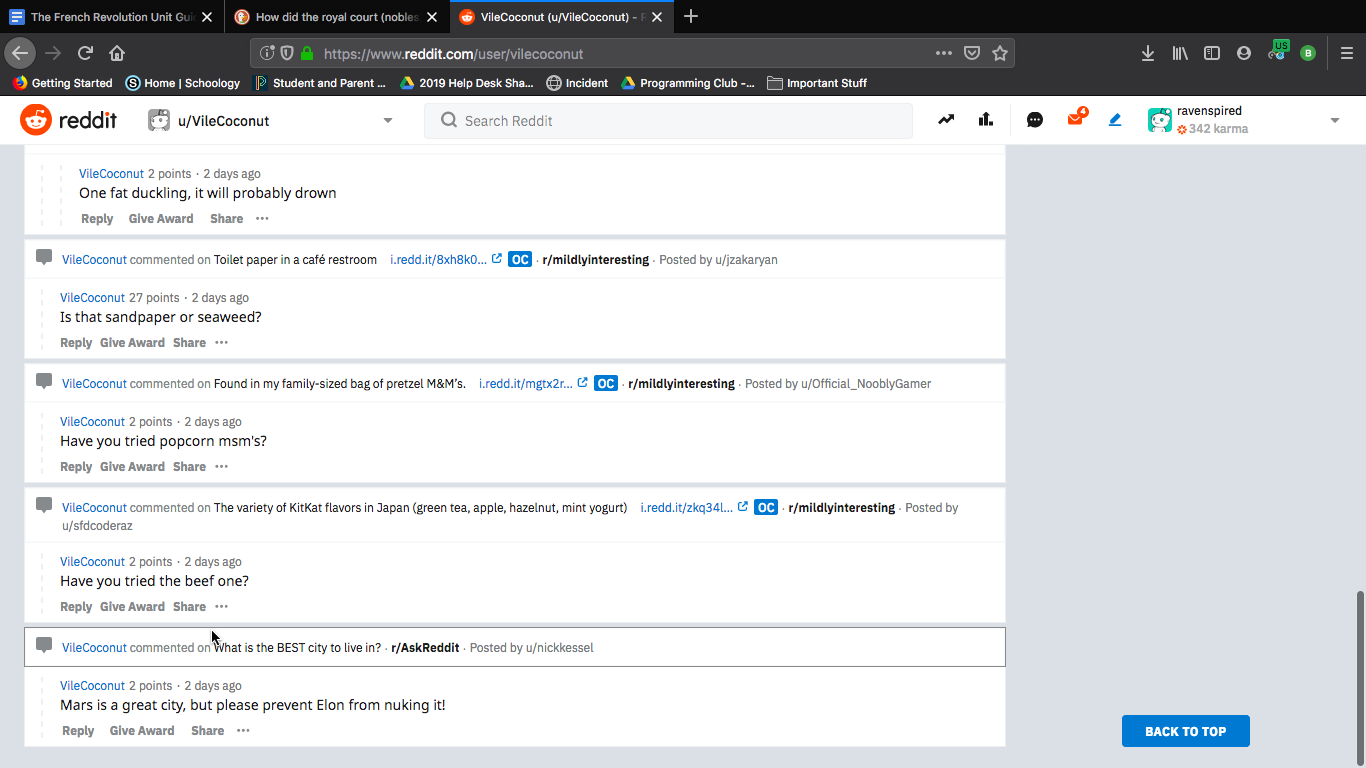 The French Revolution Unit Gui
How did the royal court (nobles
VileCoconut (u/VileCoconut) - R
https://www.reddit.com/user/vilecoconut
US
B
Getting Started
Home | Schoology
Student and Parent ...
2019 Help Desk Sha...
Incident
Programming Club -...
Important Stuff
reddit
u/VileCoconut
Search Reddit
4
ravenspired
342 karma
VileCoconut 2 points · 2 days ago
One fat duckling, it will probably drown
Reply Give Award Share ···
VileCoconut commented on Toilet paper in a café restroom i.redd.it/8xh8k0... OC · r/mildlyinteresting · Posted by u/jzakaryan
VileCoconut 27 points · 2 days ago
Is that sandpaper or seaweed?
Reply Give Award Share ···
VileCoconut commented on Found in my family-sized bag of pretzel M&M's. i.redd.it/mgtx2r... OC · r/mildlyinteresting · Posted by u/Official_NooblyGamer
VileCoconut 2 points · 2 days ago
Have you tried popcorn msm's?
Reply Give Award Share ···
VileCoconut commented on The variety of KitKat flavors in Japan (green tea, apple, hazelnut, mint yogurt) i.redd.it/zkq34l... OC · r/mildlyinteresting · Posted by
u/sfdcoderaz
VileCoconut 2 points · 2 days ago
Have you tried the beef one?
Reply Give Award Share ···
VileCoconut commented on What is the BEST city to live in? · r/AskReddit · Posted by u/nickkessel
VileCoconut 2 points · 2 days ago
Mars is a great city, but please prevent Elon from nuking it!
Reply Give Award Share ···
BACK TO TOP